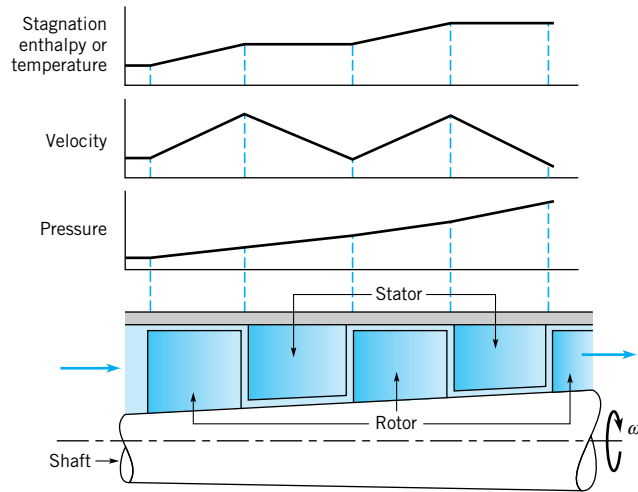 Stagnation
enthalpy or
temperature
Velocity
Pressure
Stator
Rotor
Shaft
ω